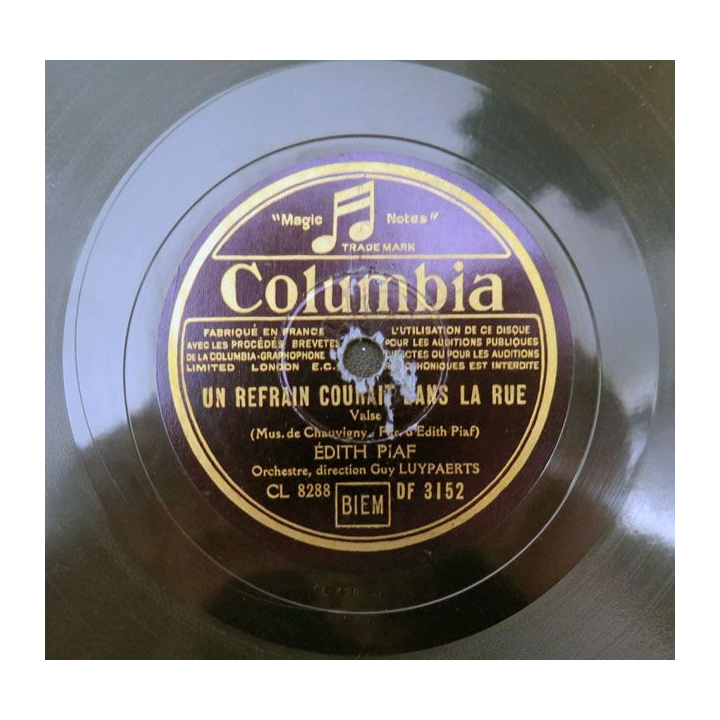 "Magic Notes"
TRADE MARK
Columbia
FABRIQUÉ EN FRANCE
AVEC LES PROCÉDÉS BREVETÉ
DE LA COLUMBIA-GRAPHOPHONE
LIMITED LONDON E.C.
L'UTILISATION DE CE DISQUE
POUR LES AUDITIONS PUBLIQUES
OU POUR LES AUDITIONS
EST INTERDITE
UN REFRAIN COURAIT DANS LA RUE
Valse
(Mus. de Chauvigny d'Edith Piaf)
ÉDITH PiAF
Orchestre, direction Guy LUYPAERTS
CL 8288 BIEM DF 3152